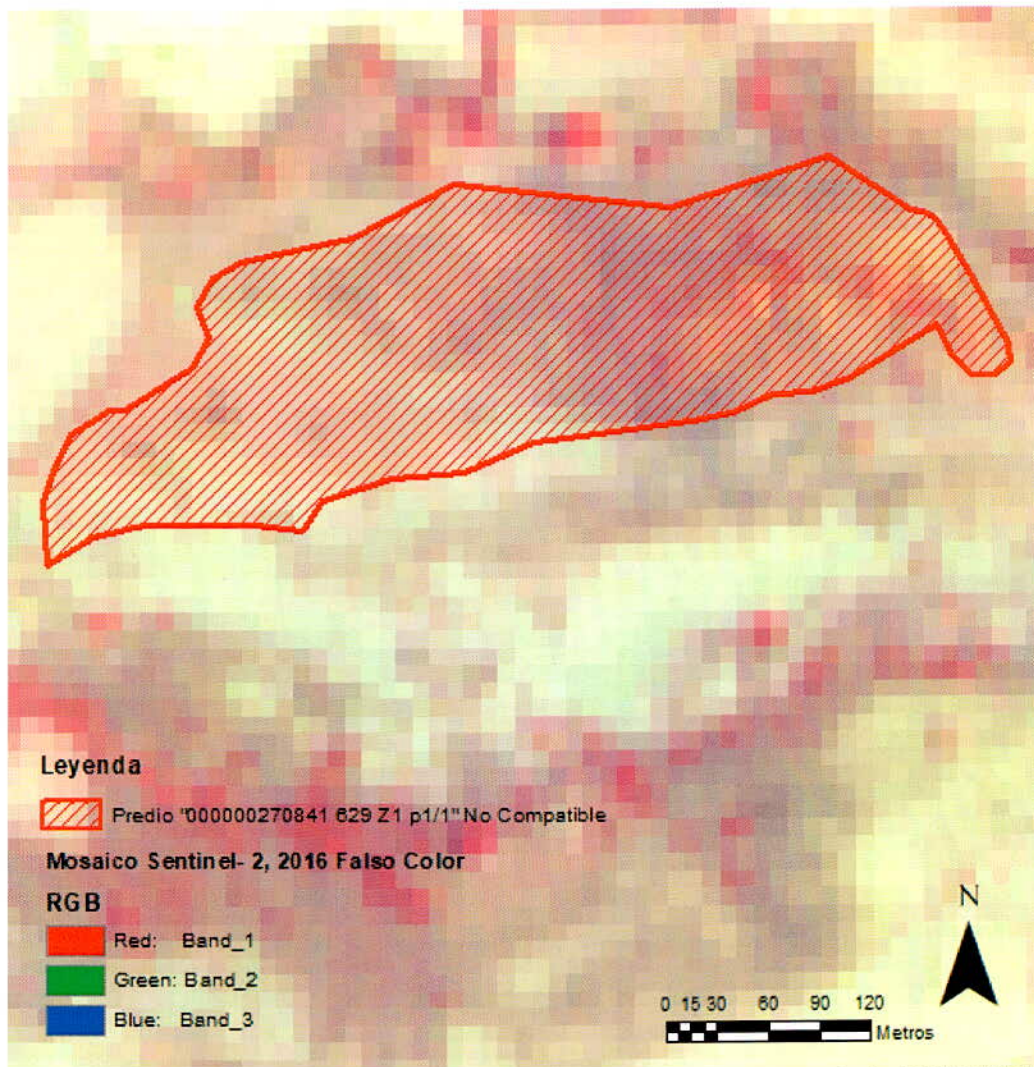 Leyenda
Predio "000000270841 629 Z1 p1/1" No Compatible
Mosaico Sentinel- 2, 2016 Falso Color
RGB
Red: Band_1
Green: Band_2
Blue: Band_3
N
0 15 30 60 90 120
Metros